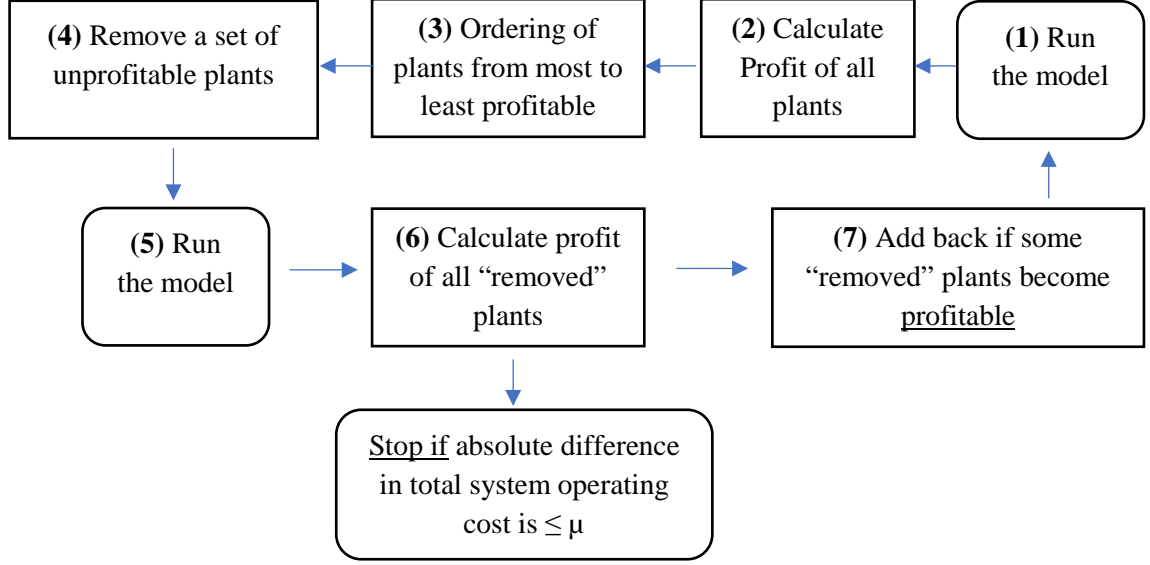 (1) Run
the model
(2) Calculate
Profit of all
plants
(3) Ordering of
plants from most to
least profitable
(4) Remove a set of
unprofitable plants
(5) Run
the model
(6) Calculate profit
of all “removed”
plants
(7) Add back if some
“removed” plants become
profitable
Stop if absolute difference
in total system operating
cost is ≤ μ